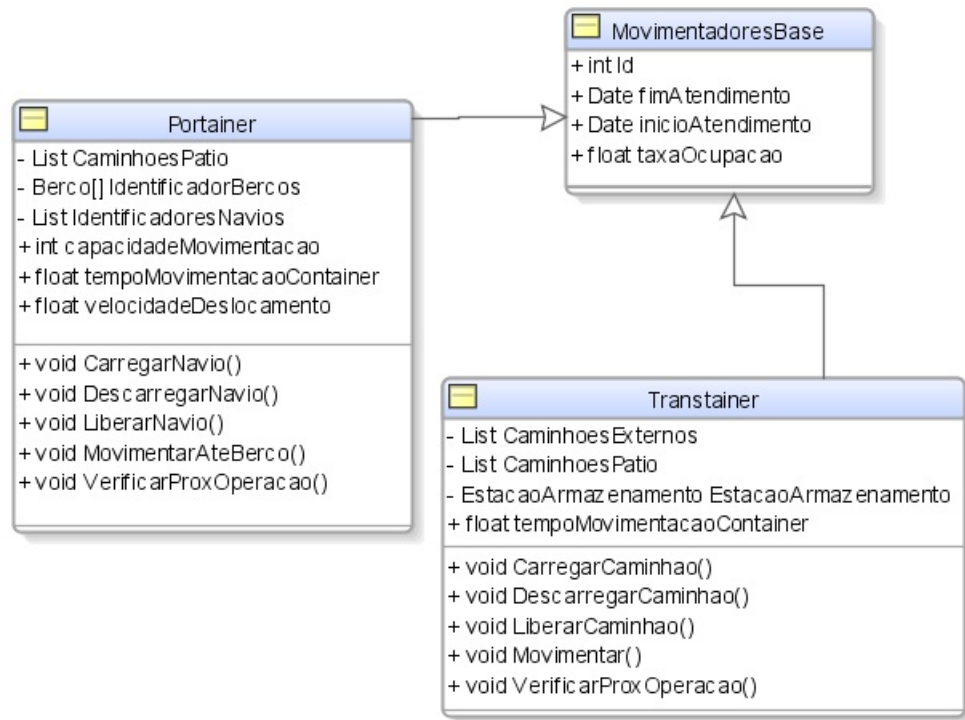 MovimentadoresBase
+ int Id
+ Date fimAtendimento
+ Date inicioAtendimento
+ float taxaOcupacao
Portainer
- List CaminhoesPatio
- Berco[] IdentificadorBercos
- List IdentificadoresNavios
+ int capacidadeMovimentacao
+ float tempoMovimentacaoContainer
+ float velocidadeDeslocamento
+ void CarregarNavio()
+ void DescarregarNavio()
+ void LiberarNavio()
+ void MovimentarAteBerco()
+ void VerificarProxOperacao()
Transtainer
- List CaminhoesExternos
- List CaminhoesPatio
- EstacaoArmazenamento EstacaoArmazenamento
+ float tempoMovimentacaoContainer
+ void CarregarCaminhao()
+ void DescarregarCaminhao()
+ void LiberarCaminhao()
+ void Movimentar()
+ void VerificarProxOperacao()